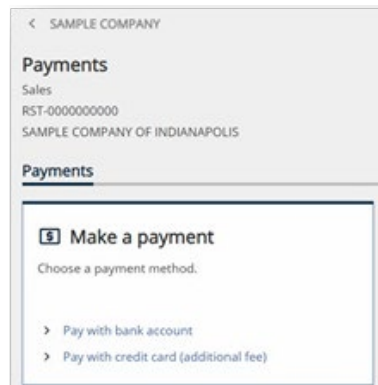 < SAMPLE COMPANY
Payments
Sales
RST-0000000000
SAMPLE COMPANY OF INDIANAPOLIS
Payments
$ Make a payment
Choose a payment method.
> Pay with bank account
> Pay with credit card (additional fee)